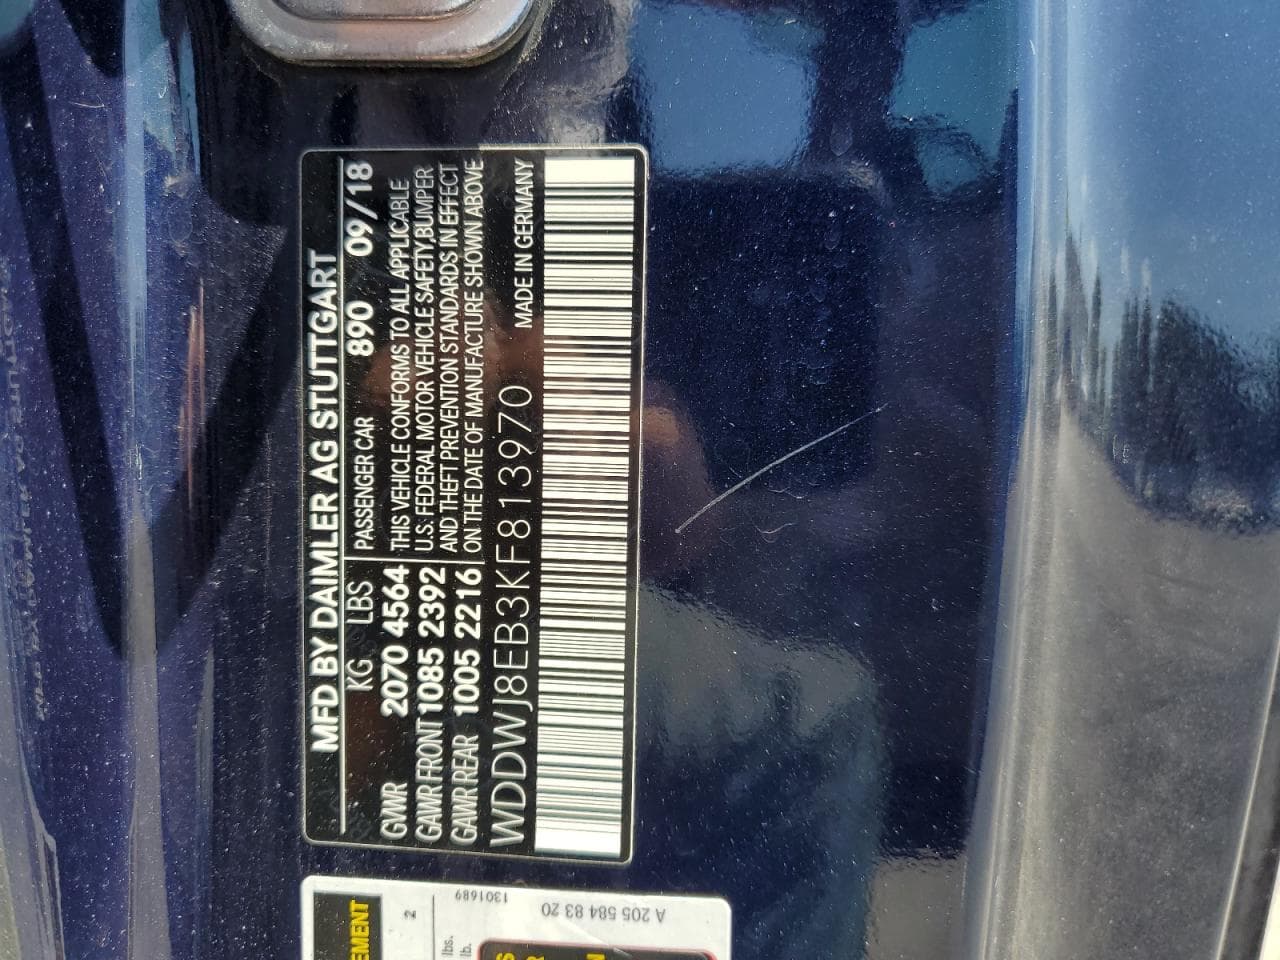 MFD BY DAIMLER AG STUTTGART
KG LBS PASSENGER CAR 890 09/18
GVWR 2070 4564 THIS VEHICLE CONFORMS TO ALL APPLICABLE
GAWR FRONT 1085 2392 U.S. FEDERAL MOTOR VEHICLE SAFETY,BUMPER
GAWR REAR 1005 2216 AND THEFT PREVENTION STANDARDS IN EFFECT
ON THE DATE OF MANUFACTURE SHOWN ABOVE
WDDWJ8EB3KF813970 MADE IN GERMANY
EMENT
2
lbs.
lb.
1301689
A 205 584 83 20
S
R
N